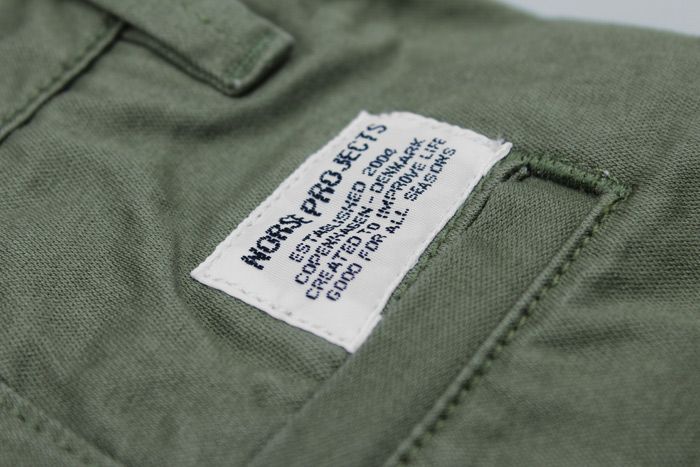 NORSE PROJECTS
ESTABLISHED 2004
COPENHAGEN - DENMARK
CREATED TO IMPROVE LIFE
GOOD FOR ALL SEASONS